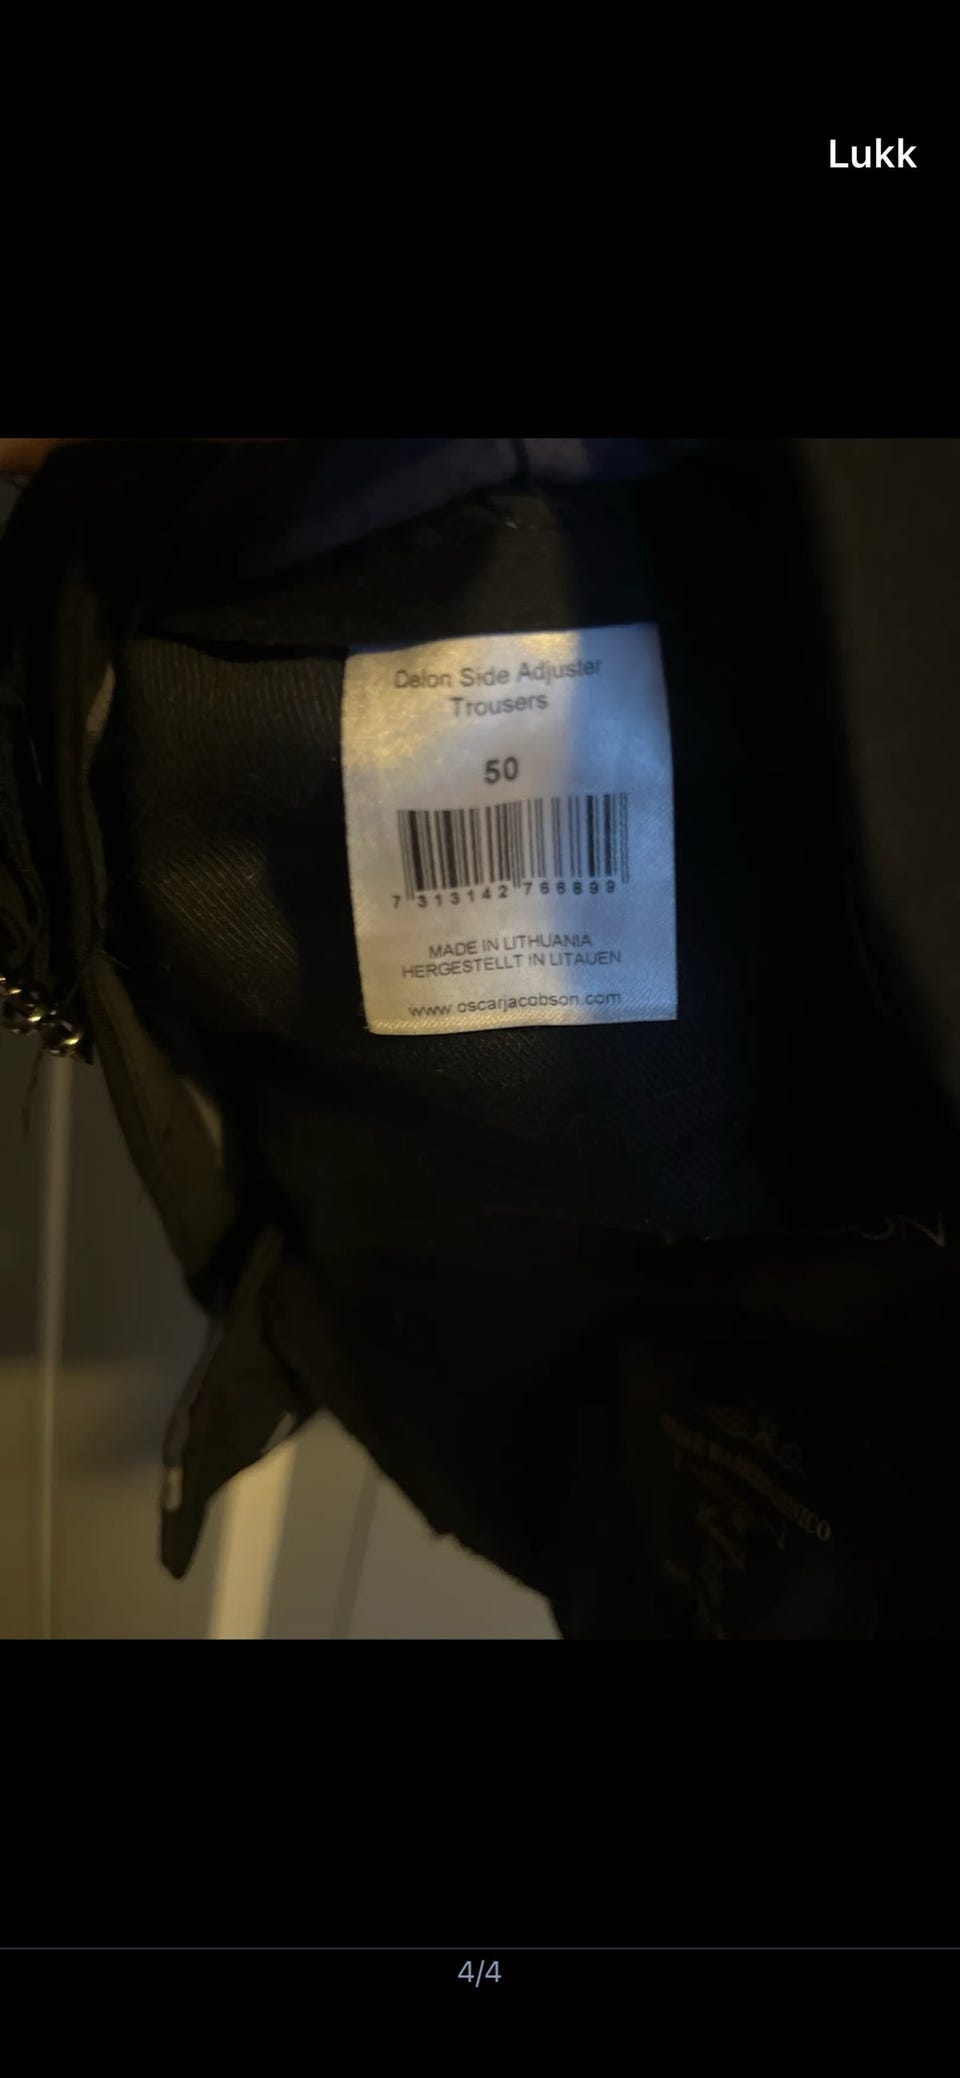 Lukk
Delon Side Adjuster
Trousers
50
7 313142 766899
MADE IN LITHUANIA
HERGESTELLT IN LITAUEN
www.oscarjacobson.com
4/4